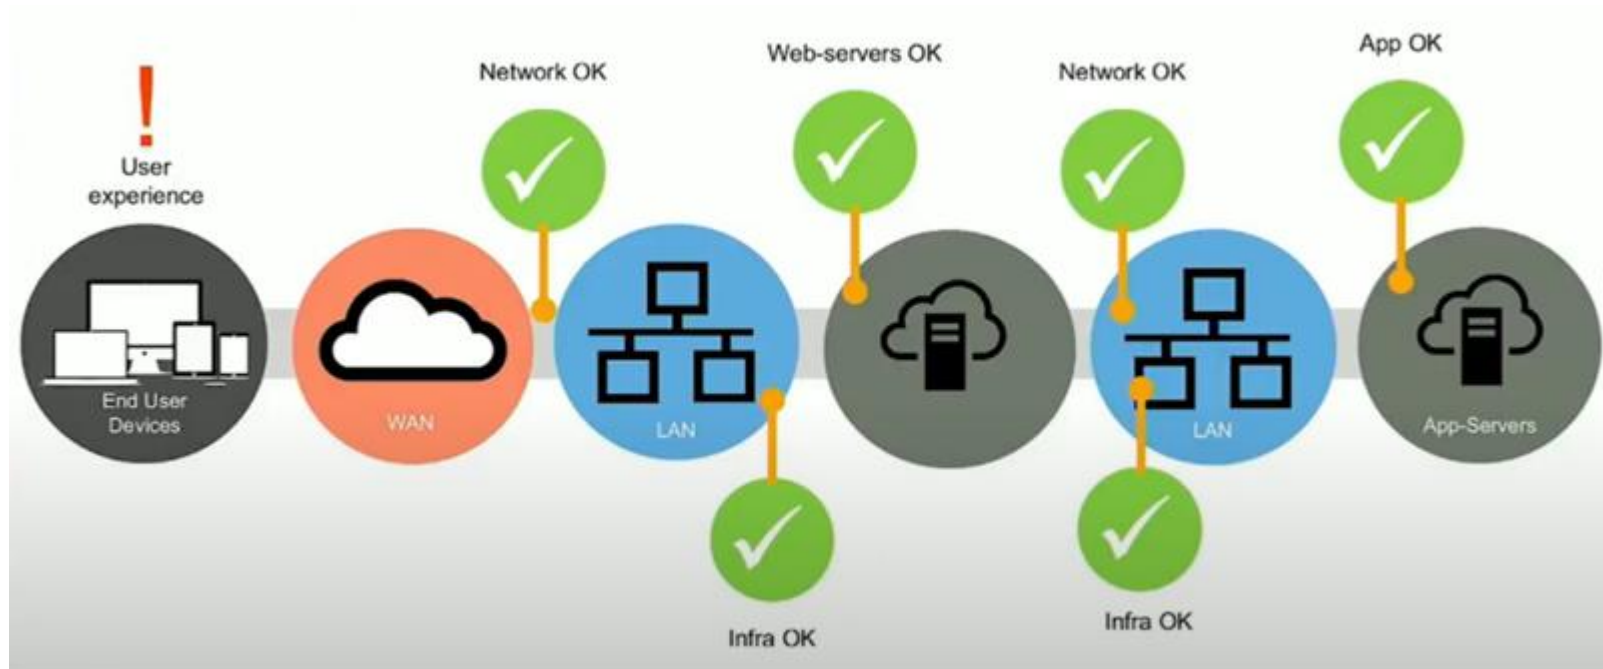 App OK
Web-servers OK
Network OK
Network OK
User
experience
End User
Devices
WAN
LAN
LAN
App-Servers
Infra OK
Infra OK